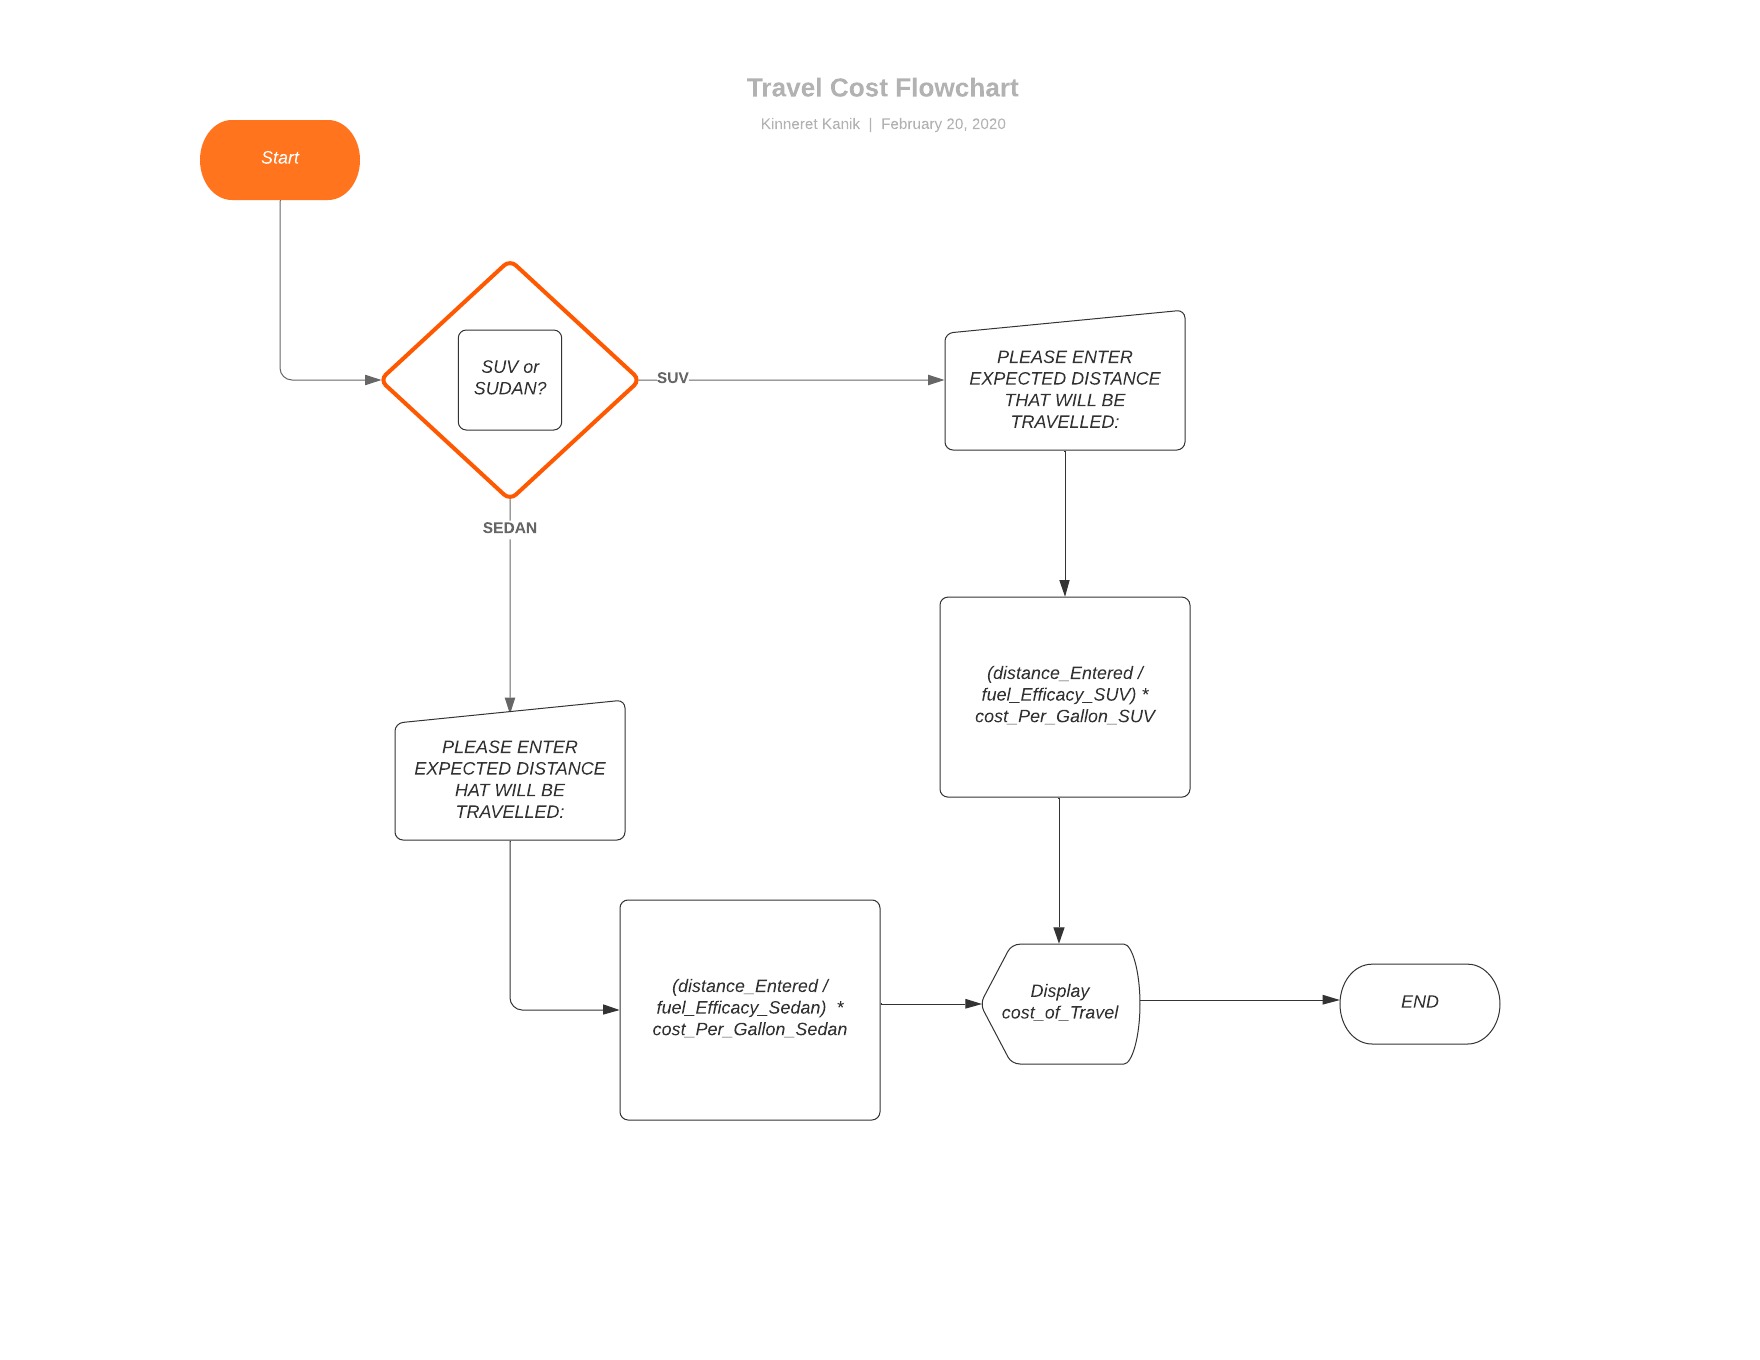 Travel Cost Flowchart
Kinneret Kanik | February 20, 2020
Start
SUV or
SUDAN?
SUV
PLEASE ENTER
EXPECTED DISTANCE
THAT WILL BE
TRAVELLED:
SEDAN
(distance_Entered /
fuel_Efficacy_SUV) *
cost_Per_Gallon_SUV
PLEASE ENTER
EXPECTED DISTANCE
HAT WILL BE
TRAVELLED:
(distance_Entered /
fuel_Efficacy_Sedan) *
cost_Per_Gallon_Sedan
Display
cost_of_Travel
END